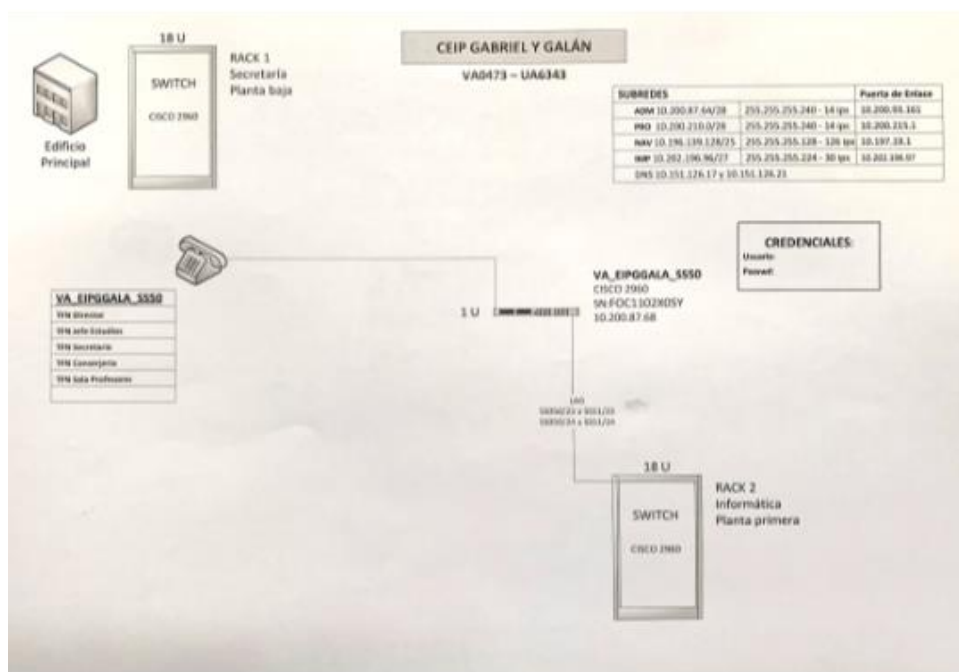 18 U
RACK 1
Secretaría
Planta baja
SWITCH
CISCO 2960
Edificio
Principal
CEIP GABRIEL Y GALÁN
VA0473 – UA6343
SUBREDES
Puerta de Enlace
ADM 10.200.87.64/28
255.255.255.240 - 14 ips
PRO 10.200.210.0/28
255.255.255.240 - 14 ips
NAV 10.196.139.128/25
255.255.255.128 - 126 ips
10.202.196.96/27
255.255.255.224 - 30 ips
DNS 10.151.126.17 y 10.151.126.21
CREDENCIALES:
Usuario:
VA_EIPGGALA_SS50
TFN Director
TFN Jefe Estudios
TFN Secretario
TFN Conserjería
TFN Sala Profesores
1 U
VA_EIPGGALA_SS50
CISCO 2960
10.200.87.68
18 U
RACK 2
Informática
Planta primera
SWITCH
CISCO 2960